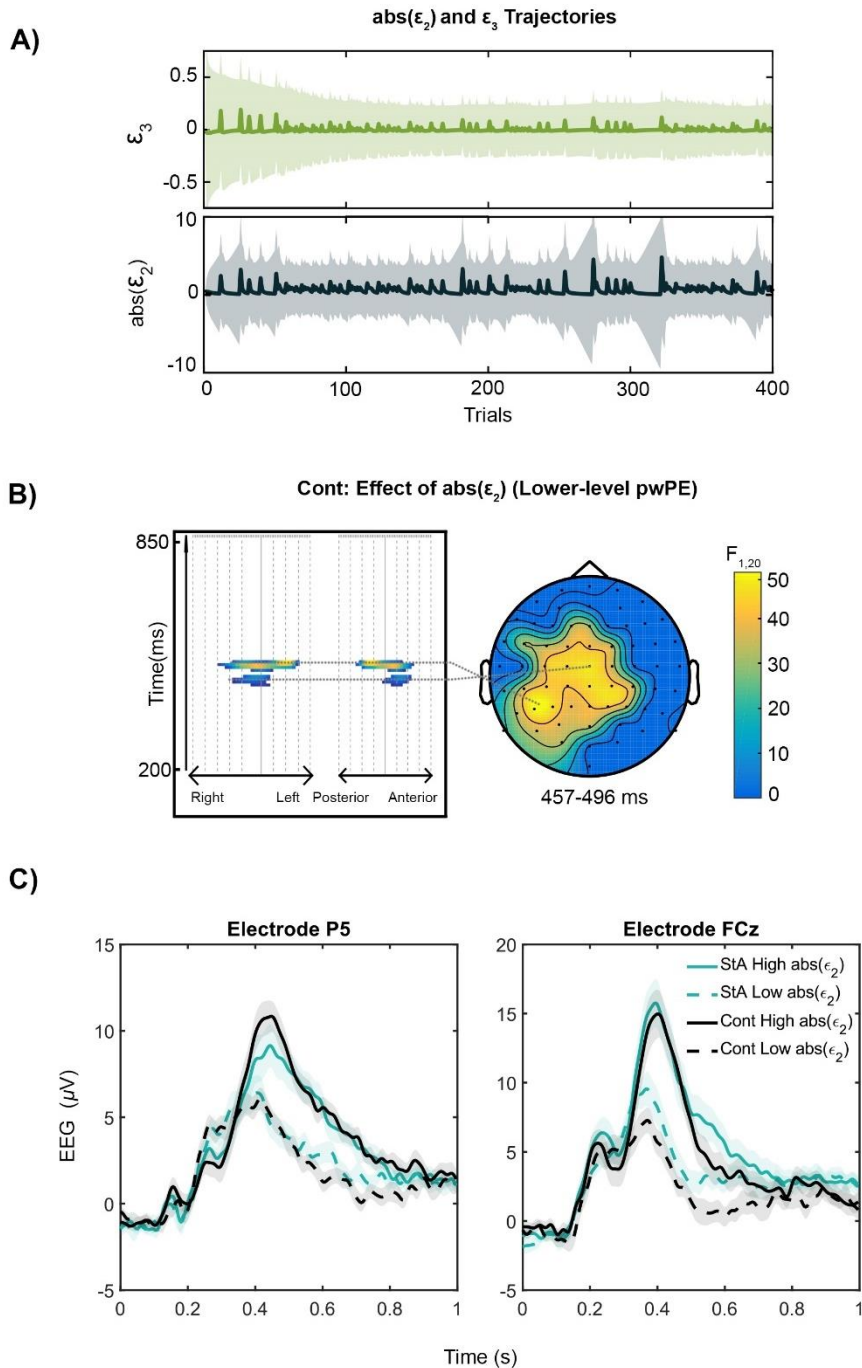 A)
abs(ε₂) and ε₃ Trajectories
ε₃
0.5
0
-0.5
abs(ε₂)
10
0
-10
0 100 200 300 400
Trials
B)
Cont: Effect of abs(ε₂) (Lower-level pwPE)
850
Time(ms)
200
Right Left Posterior Anterior
457-496 ms
F₁,₂₀
50
40
30
20
10
0
C)
Electrode P5
EEG (µV)
15
10
5
0
-5
0 0.2 0.4 0.6 0.8 1
Electrode FCz
20
15
10
5
0
-5
0 0.2 0.4 0.6 0.8 1
StA High abs(ϵ₂)
StA Low abs(ϵ₂)
Cont High abs(ϵ₂)
Cont Low abs(ϵ₂)
Time (s)